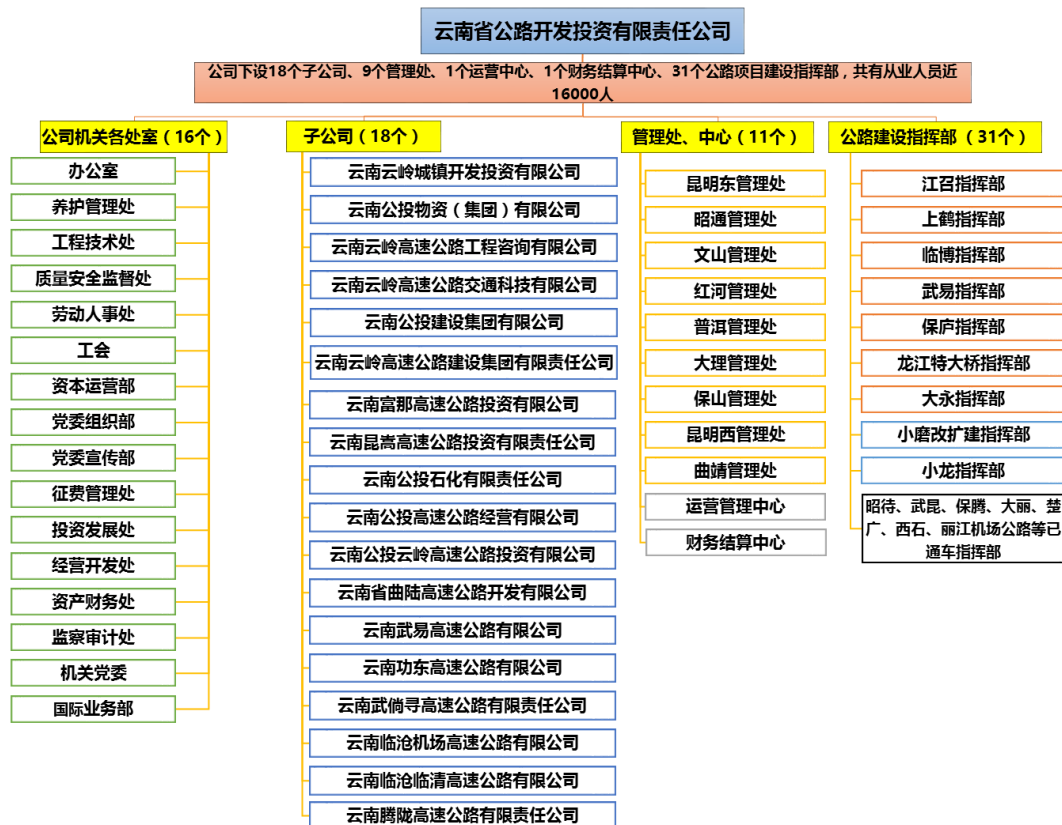 云南省公路开发投资有限责任公司
公司下设18个子公司、9个管理处、1个运营中心、1个财务结算中心、31个公路项目建设指挥部，共有从业人员近
16000人
公司机关各处室（16个）
办公室
养护管理处
工程技术处
质量安全监督处
劳动人事处
工会
资本运营部
党委组织部
党委宣传部
征费管理处
投资发展处
经营开发处
资产财务处
监察审计处
机关党委
国际业务部
子公司（18个）
云南云岭城镇开发投资有限公司
云南公投物资（集团）有限公司
云南云岭高速公路工程咨询有限公司
云南云岭高速公路交通科技有限公司
云南公投建设集团有限公司
云南云岭高速公路建设集团有限责任公司
云南富那高速公路投资有限公司
云南昆嵩高速公路投资有限责任公司
云南公投石化有限责任公司
云南公投高速公路经营有限公司
云南公投云岭高速公路投资有限公司
云南省曲陆高速公路开发有限公司
云南武易高速公路有限公司
云南功东高速公路有限公司
云南武倘寻高速公路有限责任公司
云南临沧机场高速公路有限公司
云南临沧临清高速公路有限公司
云南腾陇高速公路有限责任公司
管理处、中心（11个）
昆明东管理处
昭通管理处
文山管理处
红河管理处
普洱管理处
大理管理处
保山管理处
昆明西管理处
曲靖管理处
运营管理中心
财务结算中心
公路建设指挥部（31个）
江召指挥部
上鹤指挥部
临博指挥部
武易指挥部
保庐指挥部
龙江特大桥指挥部
大永指挥部
小磨改扩建指挥部
小龙指挥部
昭待、武昆、保腾、大丽、楚
广、西石、丽江机场公路等已
通车指挥部